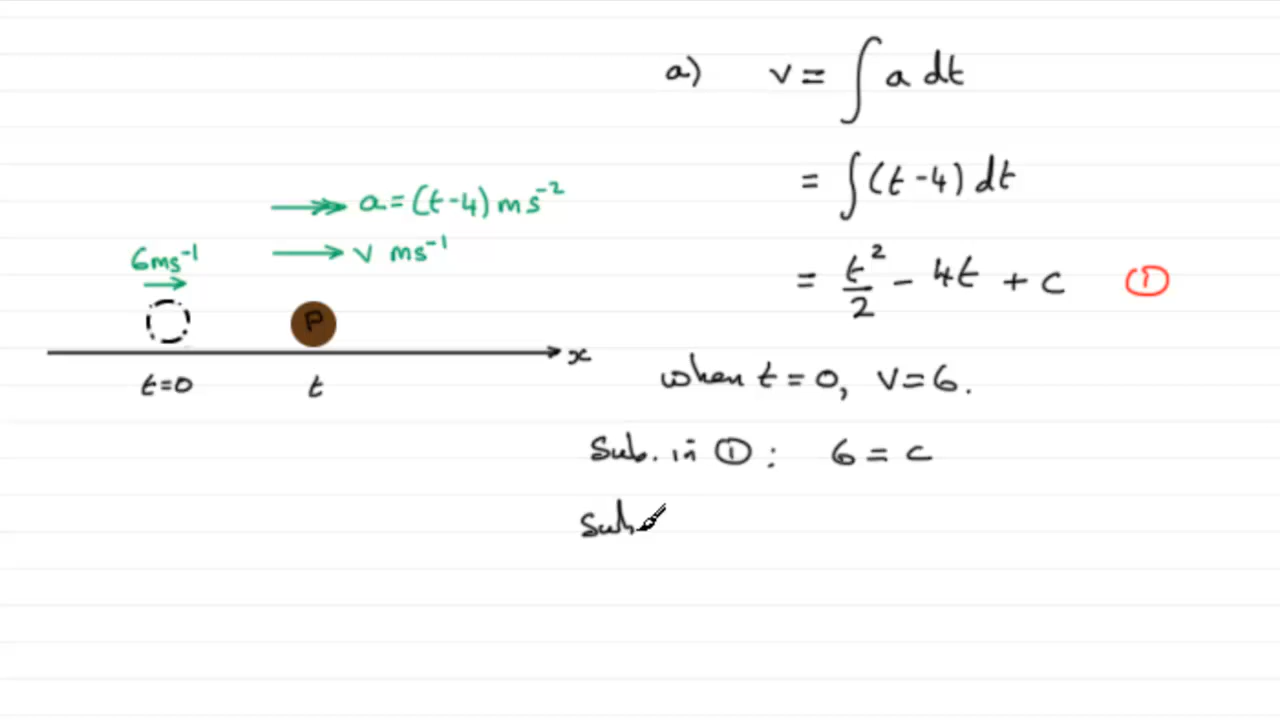 a) v = ∫ a dt
= ∫ (t-4) dt
= t²/2 - 4t + c ①
when t = 0, v = 6.
Sub. in ① : 6 = c
Sub
a = (t-4) ms⁻²
v ms⁻¹
6ms⁻¹
P
x
t=0 t